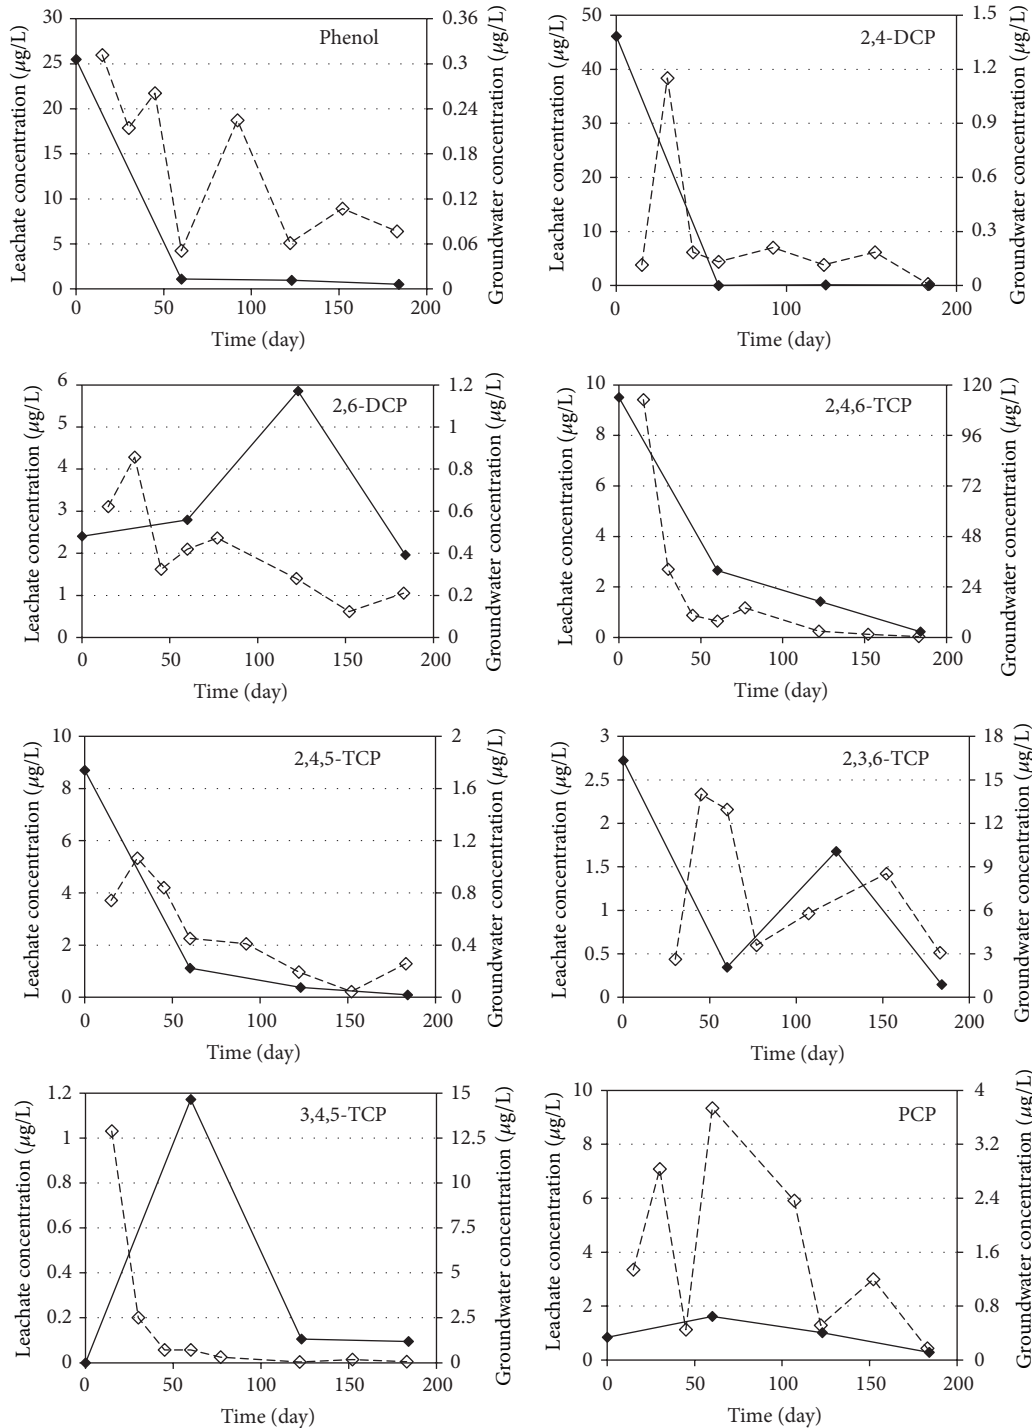 Phenol
Leachate concentration (μg/L)
30
25
20
15
10
5
0
0.36
0.3
0.24
0.18
0.12
0.06
0
Groundwater concentration (μg/L)
0 50 100 150 200
Time (day)
2,4-DCP
Leachate concentration (μg/L)
50
40
30
20
10
0
1.5
1.2
0.9
0.6
0.3
0
Groundwater concentration (μg/L)
0 50 100 150 200
Time (day)
2,6-DCP
Leachate concentration (μg/L)
6
5
4
3
2
1
0
1.2
1
0.8
0.6
0.4
0.2
0
Groundwater concentration (μg/L)
0 50 100 150 200
Time (day)
2,4,6-TCP
Leachate concentration (μg/L)
10
8
6
4
2
0
120
96
72
48
24
0
Groundwater concentration (μg/L)
0 50 100 150 200
Time (day)
2,4,5-TCP
Leachate concentration (μg/L)
10
8
6
4
2
0
2
1.6
1.2
0.8
0.4
0
Groundwater concentration (μg/L)
0 50 100 150 200
Time (day)
2,3,6-TCP
Leachate concentration (μg/L)
3
2.5
2
1.5
1
0.5
0
18
15
12
9
6
3
0
Groundwater concentration (μg/L)
0 50 100 150 200
Time (day)
3,4,5-TCP
Leachate concentration (μg/L)
1.2
1
0.8
0.6
0.4
0.2
0
15
12.5
10
7.5
5
2.5
0
Groundwater concentration (μg/L)
0 50 100 150 200
Time (day)
PCP
Leachate concentration (μg/L)
10
8
6
4
2
0
4
3.2
2.4
1.6
0.8
0
Groundwater concentration (μg/L)
0 50 100 150 200
Time (day)